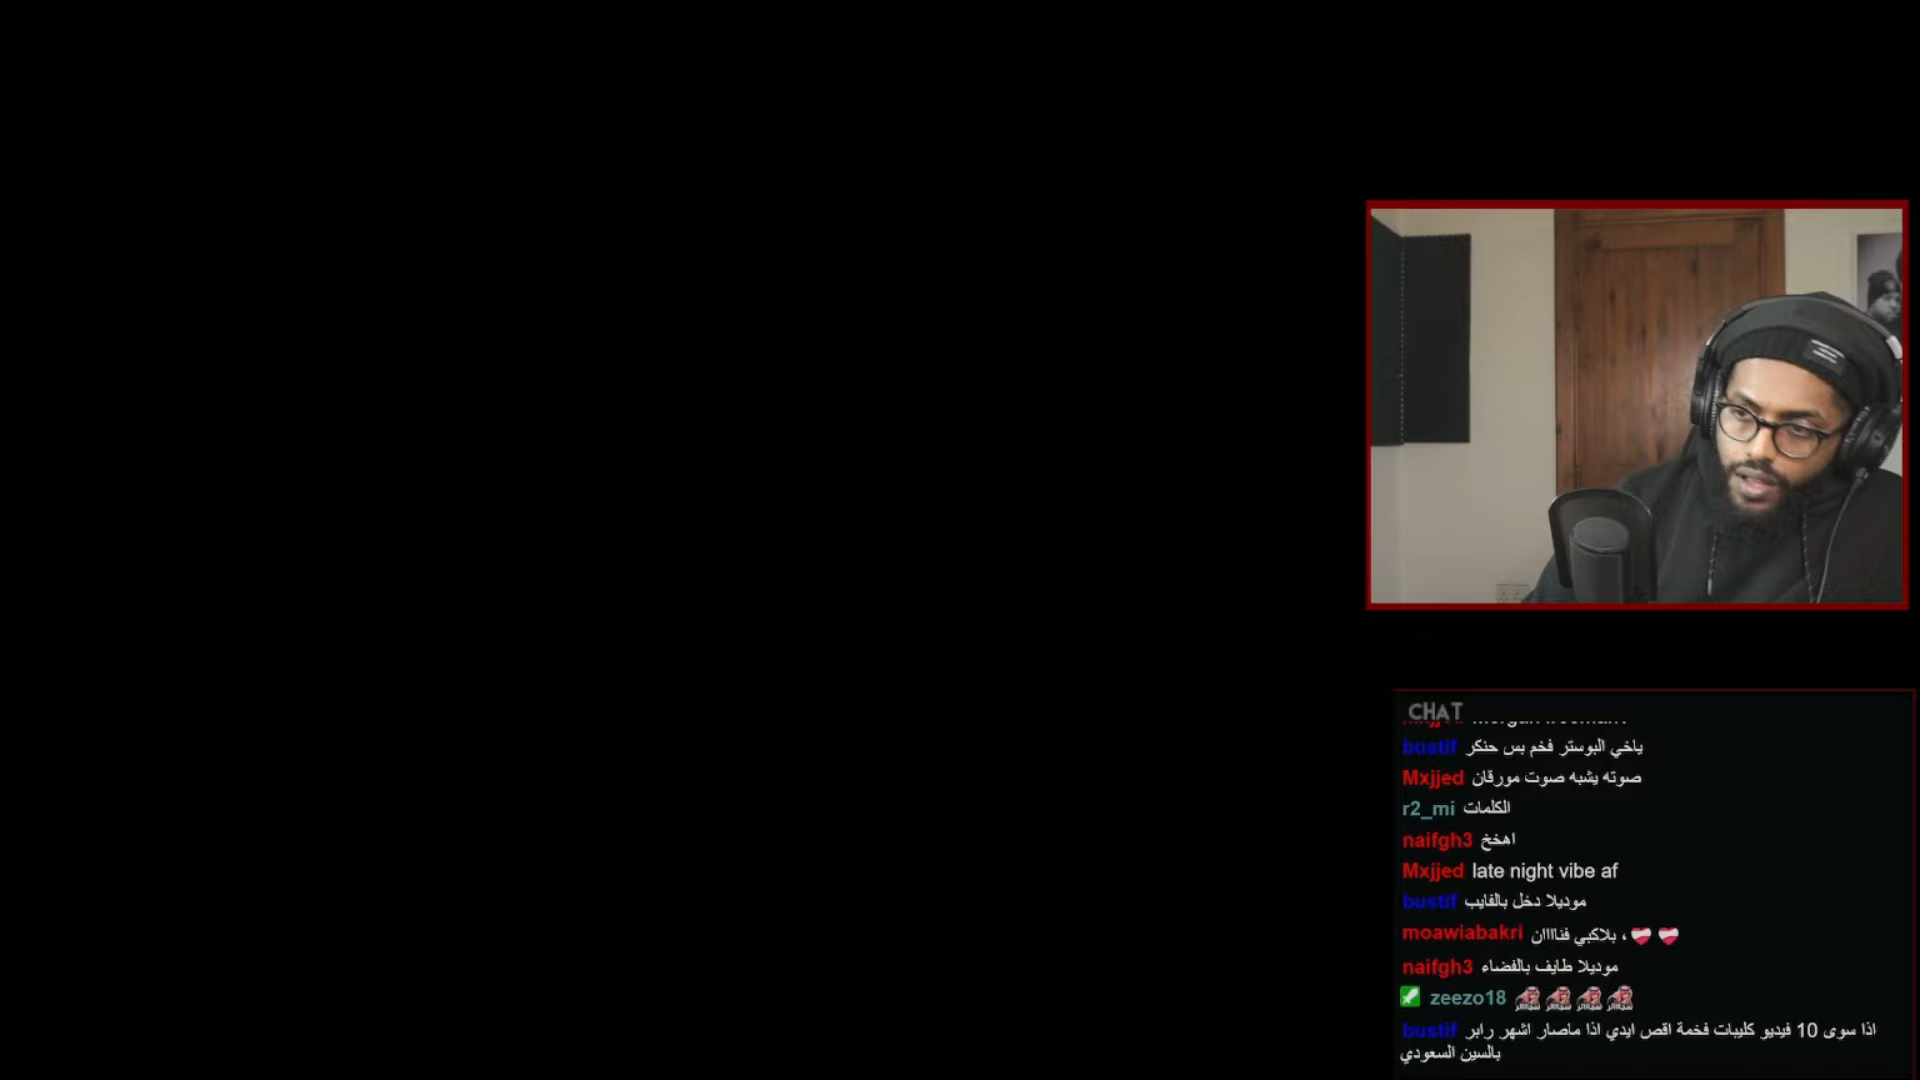 CHAT
bustif ياخي البوستر فخم بس حنكر
Mxjjed صوته يشبه صوت مورقان
r2_mi الكلمات
naifgh3 اهخخ
Mxjjed late night vibe af
bustif موديلا دخل بالفايب
moawiabakri بلاكبي فناااان ،
naifgh3 موديلا طايف بالفضاء
zeezo18
bustif اذا سوى 10 فيديو كليبات فخمة اقص ايدي اذا ماصار اشهر رابر
بالسين السعودي